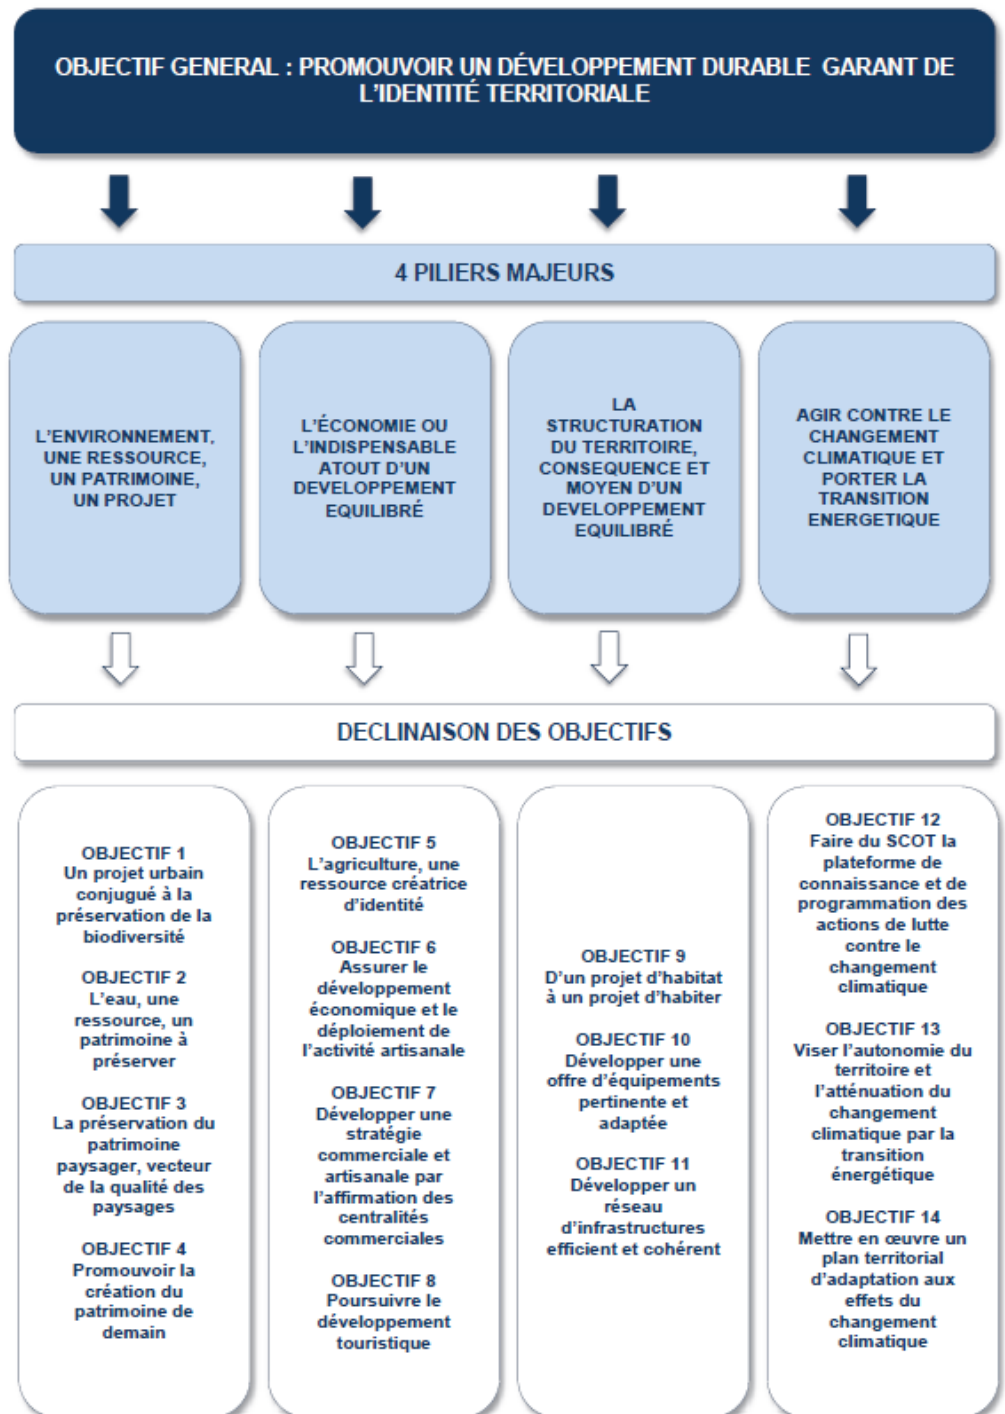 OBJECTIF GENERAL : PROMOUVOIR UN DÉVELOPPEMENT DURABLE GARANT DE
L'IDENTITÉ TERRITORIALE
4 PILIERS MAJEURS
L'ENVIRONNEMENT,
UNE RESSOURCE,
UN PATRIMOINE,
UN PROJET
L'ÉCONOMIE OU
L'INDISPENSABLE
ATOUT D'UN
DEVELOPPEMENT
EQUILIBRÉ
LA
STRUCTURATION
DU TERRITOIRE,
CONSEQUENCE ET
MOYEN D'UN
DEVELOPPEMENT
EQUILIBRÉ
AGIR CONTRE LE
CHANGEMENT
CLIMATIQUE ET
PORTER LA
TRANSITION
ENERGETIQUE
DECLINAISON DES OBJECTIFS
OBJECTIF 1
Un projet urbain
conjugué à la
préservation de la
biodiversité
OBJECTIF 2
L'eau, une
ressource, un
patrimoine à
préserver
OBJECTIF 3
La préservation du
patrimoine
paysager, vecteur
de la qualité des
paysages
OBJECTIF 4
Promouvoir la
création du
patrimoine de
demain
OBJECTIF 5
L'agriculture, une
ressource créatrice
d'identité
OBJECTIF 6
Assurer le
développement
économique et le
déploiement de
l'activité artisanale
OBJECTIF 7
Développer une
stratégie
commerciale et
artisanale par
l'affirmation des
centralités
commerciales
OBJECTIF 8
Poursuivre le
développement
touristique
OBJECTIF 9
D'un projet d'habitat
à un projet d'habiter
OBJECTIF 10
Développer une
offre d'équipements
pertinente et
adaptée
OBJECTIF 11
Développer un
réseau
d'infrastructures
efficient et cohérent
OBJECTIF 12
Faire du SCOT la
plateforme de
connaissance et de
programmation des
actions de lutte
contre le
changement
climatique
OBJECTIF 13
Viser l'autonomie du
territoire et
l'atténuation du
changement
climatique par la
transition
énergétique
OBJECTIF 14
Mettre en œuvre un
plan territorial
d'adaptation aux
effets du
changement
climatique